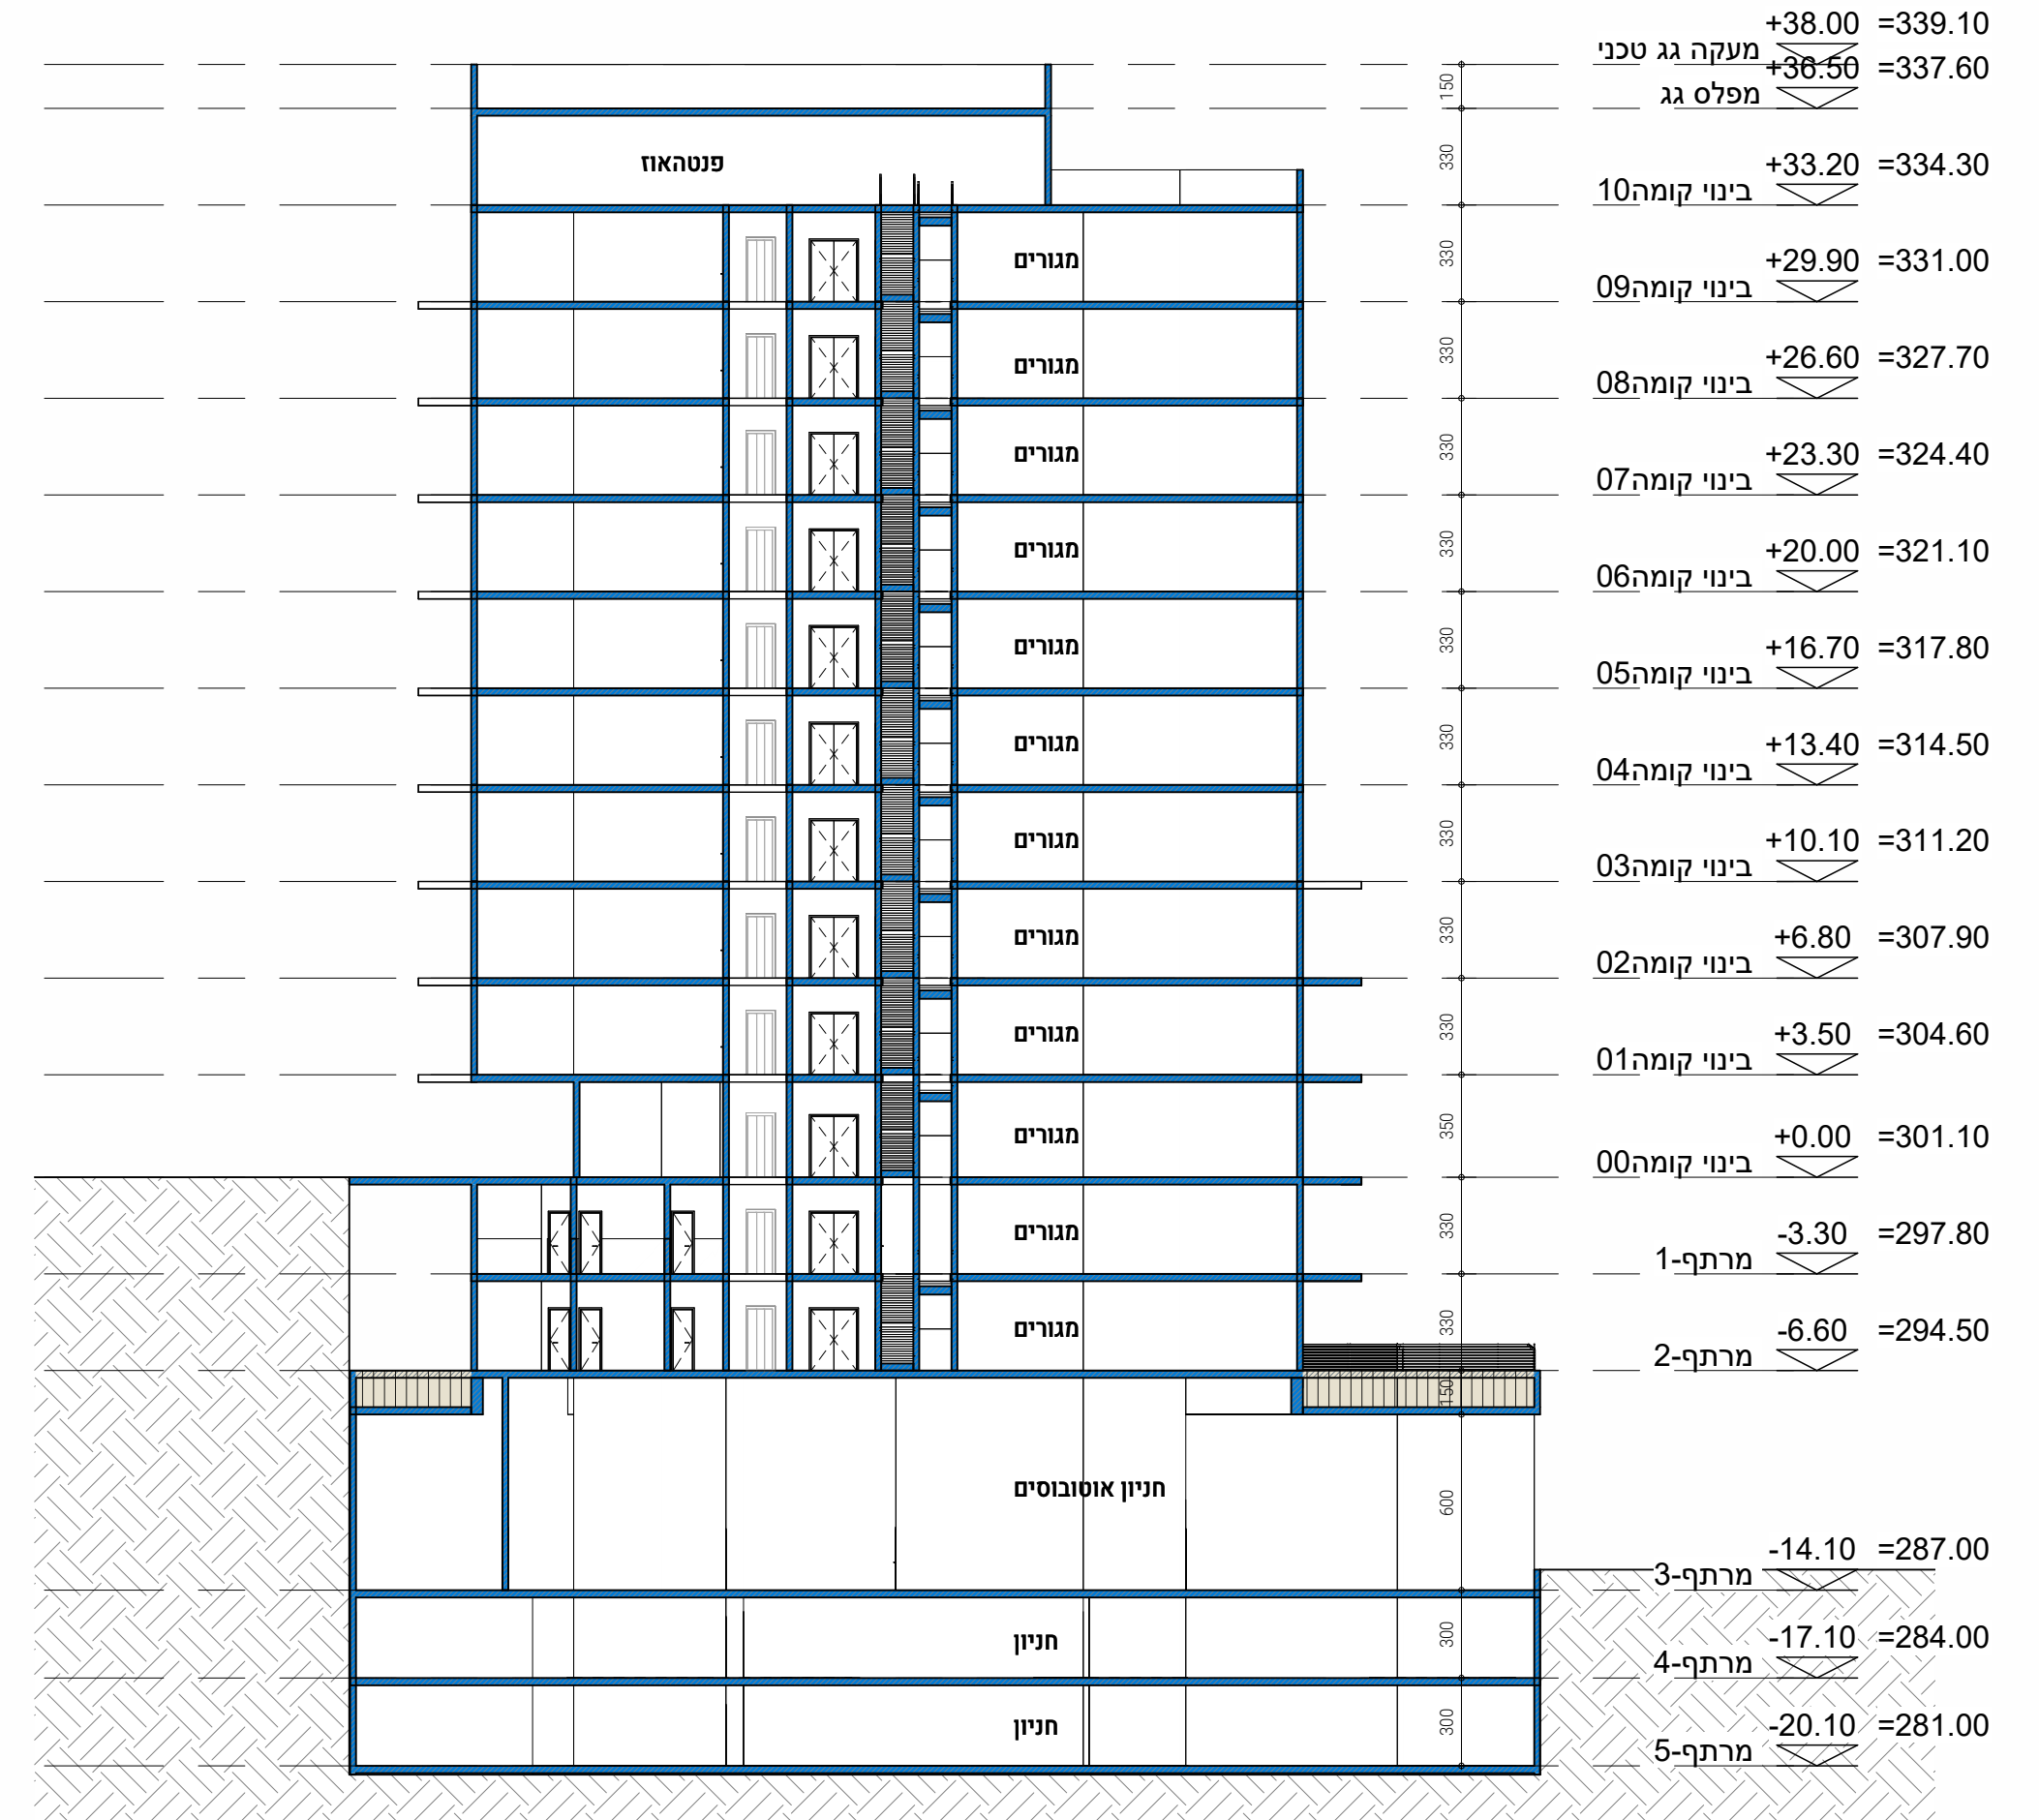 +38.00 =339.10
מעקה גג טכני
+36.50 =337.60
150
מפלס גג
פנטהאוז
330
+33.20 =334.30
בינוי קומה10
מגורים
330
+29.90 =331.00
בינוי קומה09
מגורים
330
+26.60 =327.70
בינוי קומה08
מגורים
330
+23.30 =324.40
בינוי קומה07
מגורים
330
+20.00 =321.10
בינוי קומה06
מגורים
330
+16.70 =317.80
בינוי קומה05
מגורים
330
+13.40 =314.50
בינוי קומה04
מגורים
330
+10.10 =311.20
בינוי קומה03
מגורים
330
+6.80 =307.90
בינוי קומה02
מגורים
330
+3.50 =304.60
בינוי קומה01
מגורים
350
+0.00 =301.10
בינוי קומה00
מגורים
330
-3.30 =297.80
מרתף-1
מגורים
330
-6.60 =294.50
מרתף-2
150
חניון אוטובוסים
600
-14.10 =287.00
מרתף-3
חניון
300
-17.10 =284.00
מרתף-4
חניון
300
-20.10 =281.00
מרתף-5